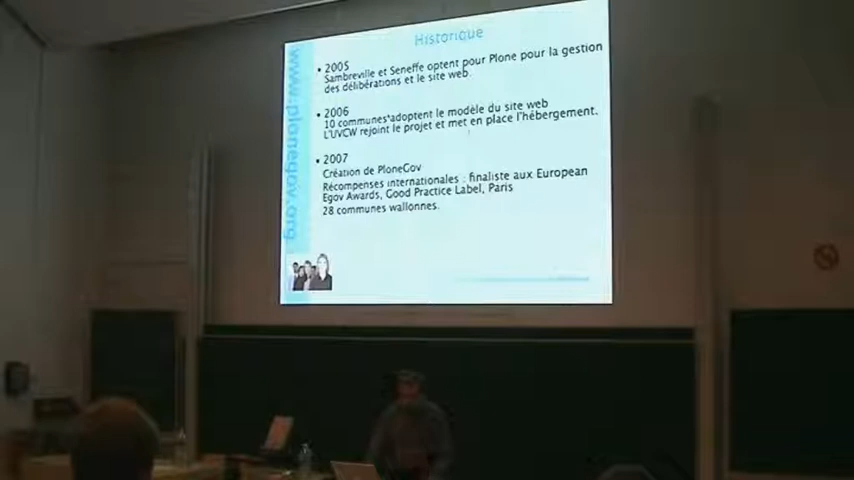 Historique
www.plonegov.org
• 2005
Sambreville et Seneffe optent pour Plone pour la gestion
des délibérations et le site web.
• 2006
10 communes adoptent le modèle du site web
L'UVCW rejoint le projet et met en place l'hébergement.
• 2007
Création de PloneGov
Récompenses internationales : finaliste aux European
Egov Awards, Good Practice Label, Paris
28 communes wallonnes.